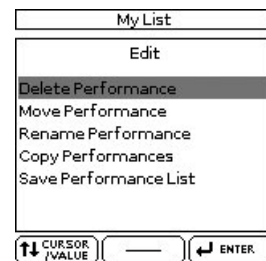 My List
Edit
Delete Performance
Move Performance
Rename Performance
Copy Performances
Save Performance List
CURSOR
/VALUE
ENTER